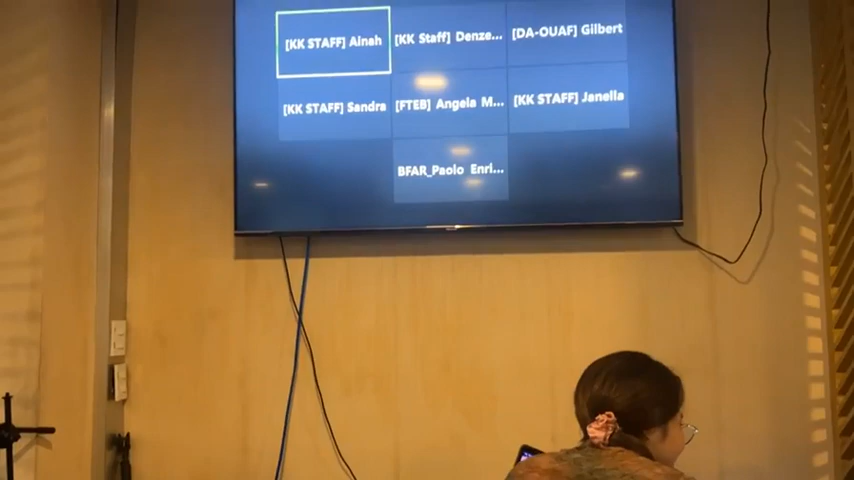 [KK STAFF] Ainah
[KK Staff] Denze...
[DA-OUAF] Gilbert
[KK STAFF] Sandra
[FTEB] Angela M...
[KK STAFF] Janella
BFAR_Paolo Enri...